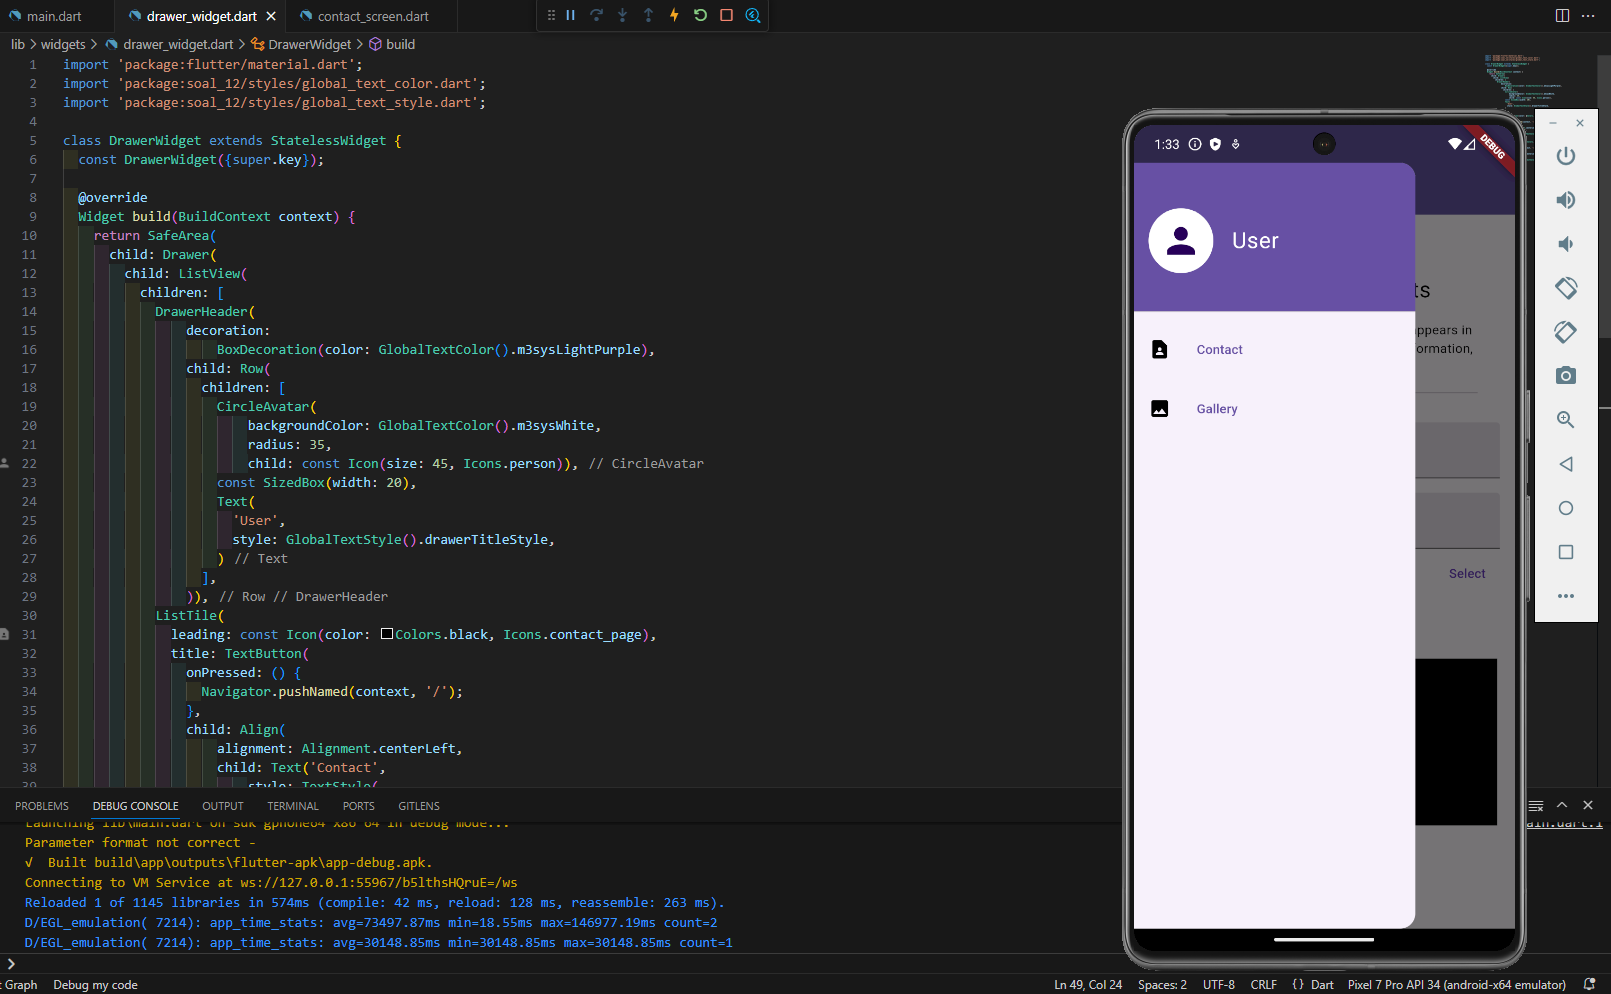 main.dart
drawer_widget.dart
contact_screen.dart
lib > widgets > drawer_widget.dart > DrawerWidget > build
1 import 'package:flutter/material.dart';
2 import 'package:soal_12/styles/global_text_color.dart';
3 import 'package:soal_12/styles/global_text_style.dart';
4
5 class DrawerWidget extends StatelessWidget {
6 const DrawerWidget({super.key});
7
8 @override
9 Widget build(BuildContext context) {
10 return SafeArea(
11 child: Drawer(
12 child: ListView(
13 children: [
14 DrawerHeader(
15 decoration:
16 BoxDecoration(color: GlobalTextColor().m3sysLightPurple),
17 child: Row(
18 children: [
19 CircleAvatar(
20 backgroundColor: GlobalTextColor().m3sysWhite,
21 radius: 35,
22 child: const Icon(size: 45, Icons.person)), // CircleAvatar
23 const SizedBox(width: 20),
24 Text(
25 'User',
26 style: GlobalTextStyle().drawerTitleStyle,
27 ) // Text
28 ],
29 )), // Row // DrawerHeader
30 ListTile(
31 leading: const Icon(color: Colors.black, Icons.contact_page),
32 title: TextButton(
33 onPressed: () {
34 Navigator.pushNamed(context, '/');
35 },
36 child: Align(
37 alignment: Alignment.centerLeft,
38 child: Text('Contact',
39 style: TextStyle(
1:33
DEBUG
User
ts
ppears in
ormation,
Contact
Gallery
Select
PROBLEMS DEBUG CONSOLE OUTPUT TERMINAL PORTS GITLENS
Launching lib\main.dart on sdk gphone64 x86 64 in debug mode...
main.dart:1
Parameter format not correct -
√ Built build\app\outputs\flutter-apk\app-debug.apk.
Connecting to VM Service at ws://127.0.0.1:55967/b5lthsHQruE=/ws
Reloaded 1 of 1145 libraries in 574ms (compile: 42 ms, reload: 128 ms, reassemble: 263 ms).
D/EGL_emulation( 7214): app_time_stats: avg=73497.87ms min=18.55ms max=146977.19ms count=2
D/EGL_emulation( 7214): app_time_stats: avg=30148.85ms min=30148.85ms max=30148.85ms count=1
>
: Graph Debug my code Ln 49, Col 24 Spaces: 2 UTF-8 CRLF {} Dart Pixel 7 Pro API 34 (android-x64 emulator)